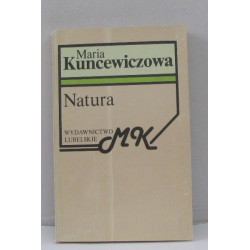 Maria
Kuncewiczowa
Natura
WYDAWNICTWO
LUBELSKIE
MK